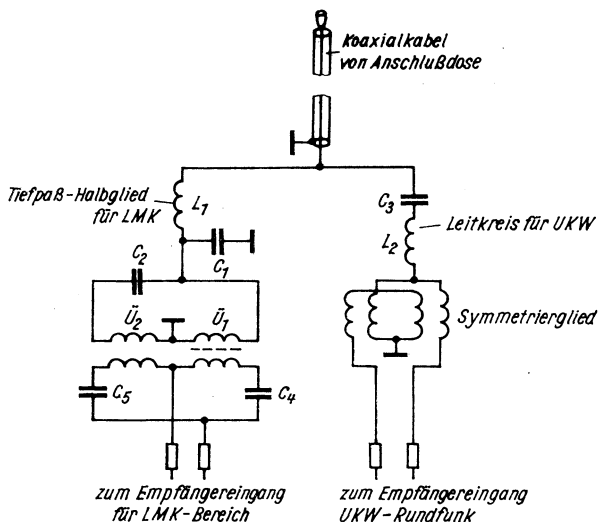 Koaxialkabel
von Anschlußdose
Tiefpaß-Halbglied
für LMK
L1
C3
L2
Leitkreis für UKW
C2
C1
Ü2
Ü1
Symmetrierglied
C5
C4
zum Empfängereingang
für LMK-Bereich
zum Empfängereingang
UKW-Rundfunk